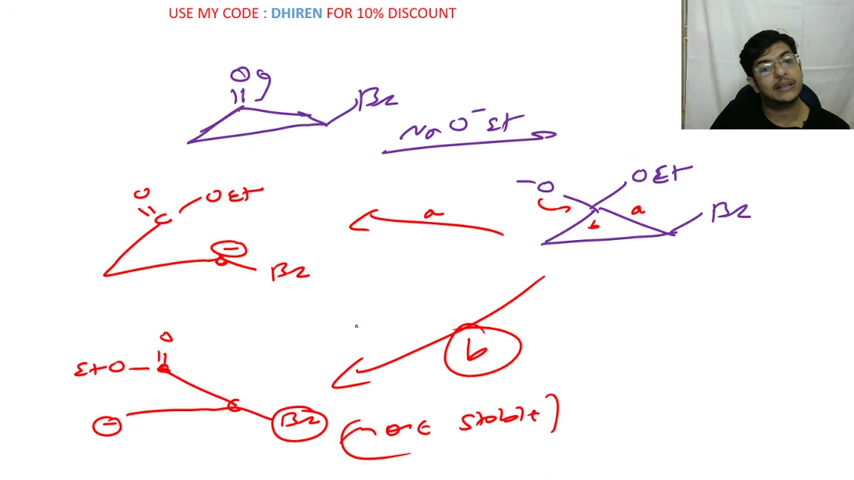 USE MY CODE : DHIREN FOR 10% DISCOUNT
O
Br
NaO⁻Et
⁻O
OEt
a
b
Br
O
C
OEt
⊖
Br
a
O
EtO
C
⊖
Br
b
(more stable)